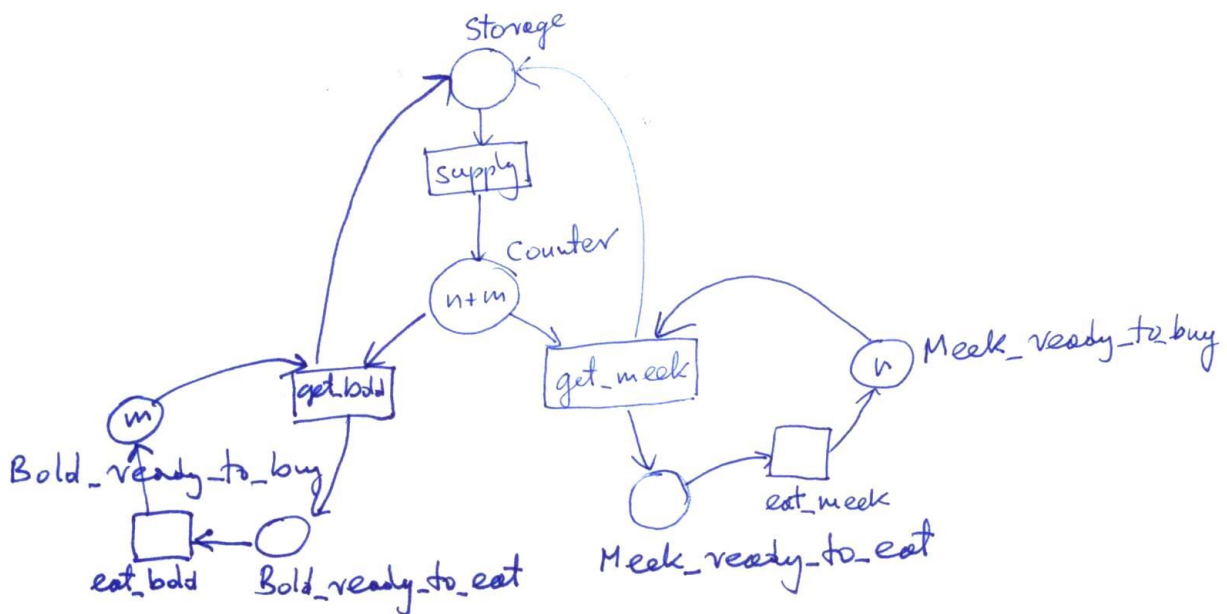 Storage
supply
Counter
n+m
get_bold
get_meek
n
Meek_ready_to_buy
m
Bold_ready_to_buy
eat_meek
eat_bold
Bold_ready_to_eat
Meek_ready_to_eat